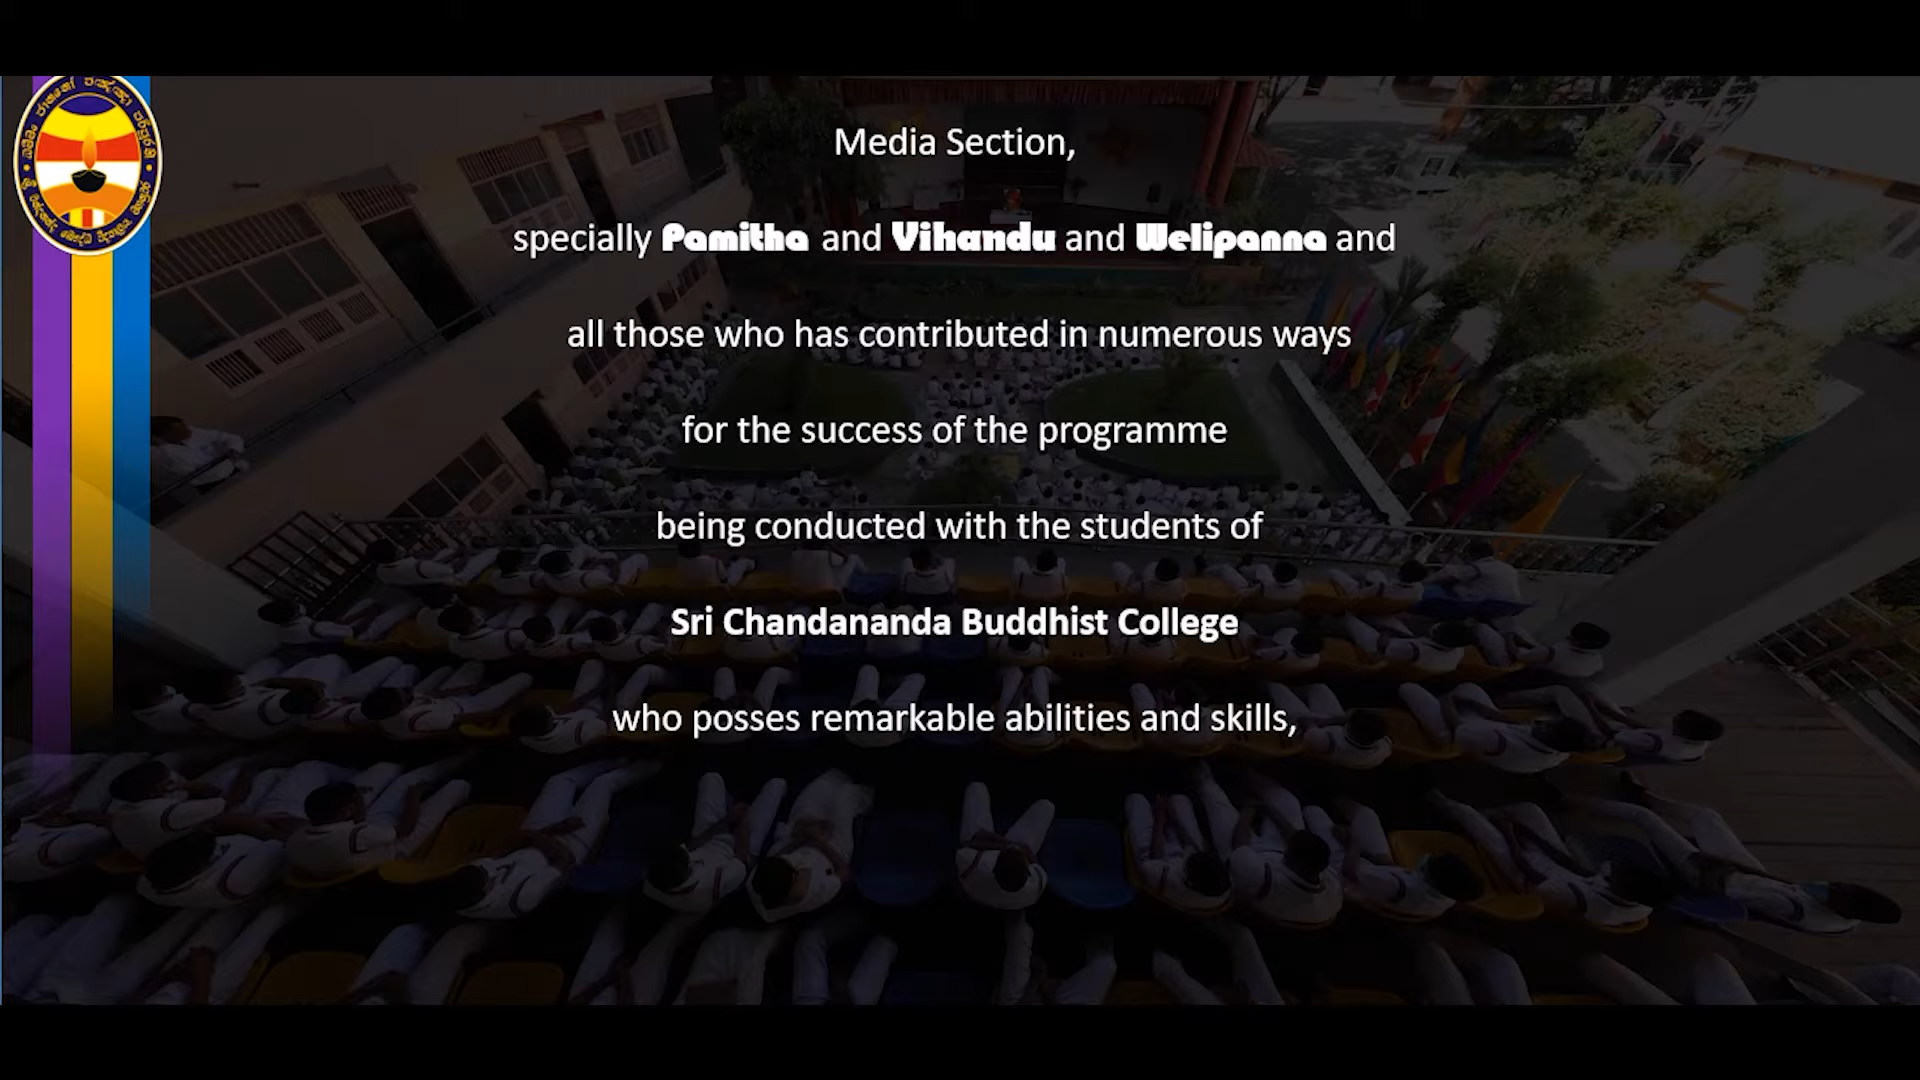 Media Section,
specially Pamitha and Vihandu and Welipanna and
all those who has contributed in numerous ways
for the success of the programme
being conducted with the students of
Sri Chandananda Buddhist College
who posses remarkable abilities and skills,